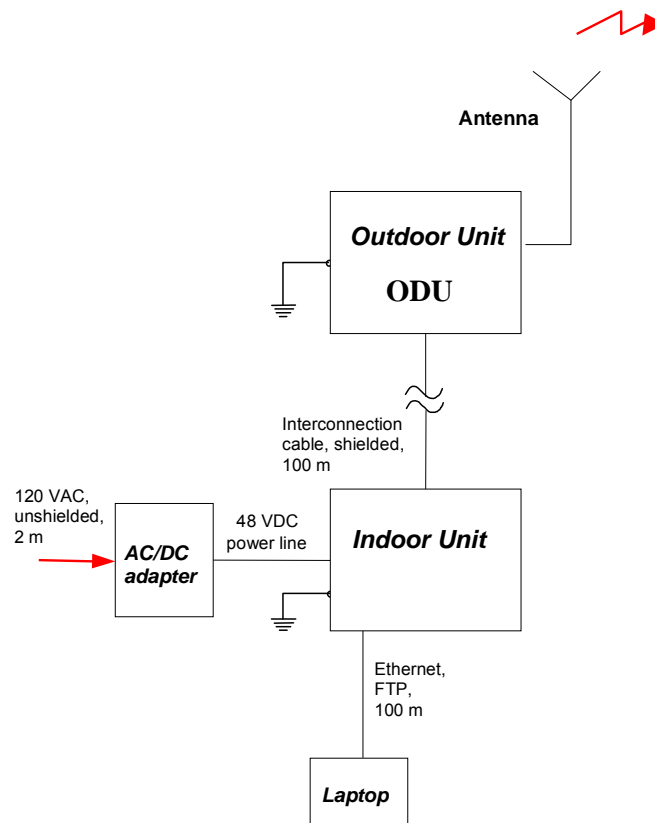 Antenna
Outdoor Unit
ODU
Interconnection
cable, shielded,
100 m
120 VAC,
unshielded,
2 m
AC/DC
adapter
48 VDC
power line
Indoor Unit
Ethernet,
FTP,
100 m
Laptop